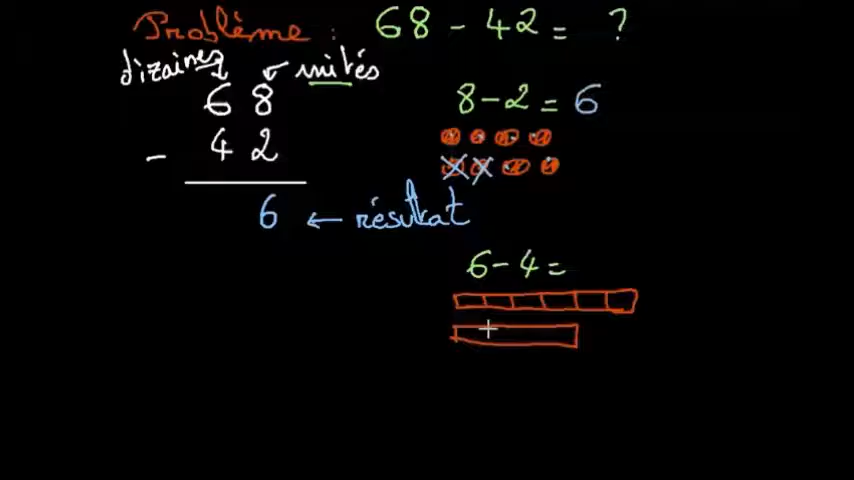 Problème : 68 - 42 = ?
dizaines unités
68
- 42
6 ← résultat
8 - 2 = 6
6 - 4 =